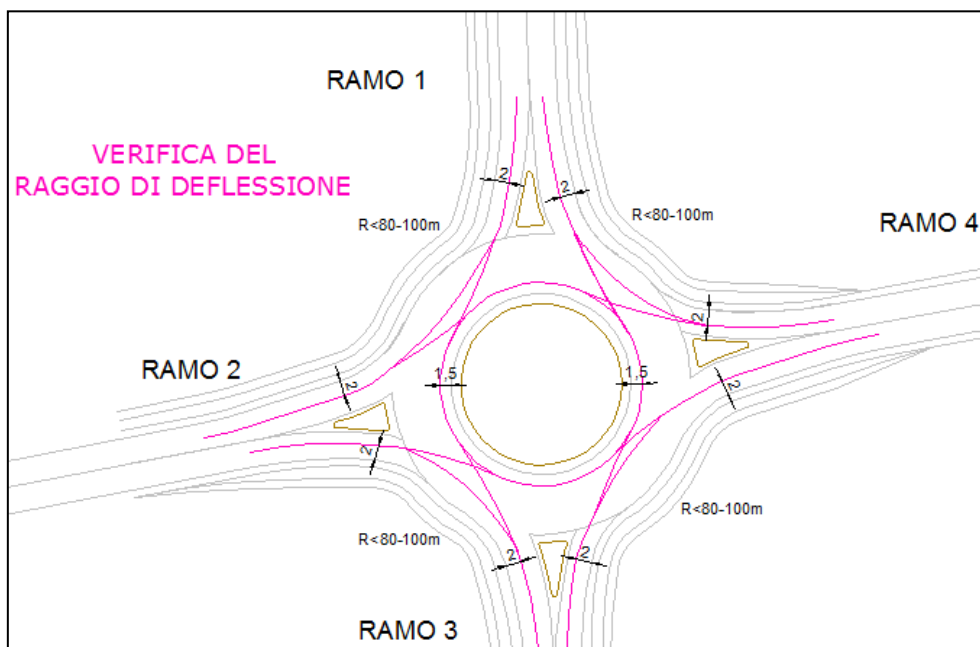 RAMO 1
VERIFICA DEL
RAGGIO DI DEFLESSIONE
2
2
R<80-100m
R<80-100m
RAMO 4
2
RAMO 2
1,5
1,5
2
2
2
R<80-100m
R<80-100m
2
2
RAMO 3